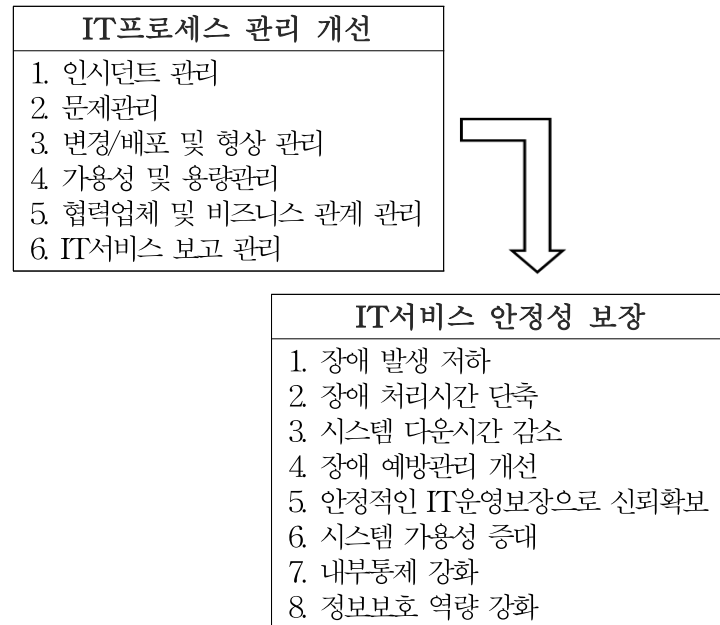 IT프로세스 관리 개선
1. 인시던트 관리
2. 문제관리
3. 변경/배포 및 형상 관리
4. 가용성 및 용량관리
5. 협력업체 및 비즈니스 관계 관리
6. IT서비스 보고 관리
IT서비스 안정성 보장
1. 장애 발생 저하
2. 장애 처리시간 단축
3. 시스템 다운시간 감소
4. 장애 예방관리 개선
5. 안정적인 IT운영보장으로 신뢰확보
6. 시스템 가용성 증대
7. 내부통제 강화
8. 정보보호 역량 강화